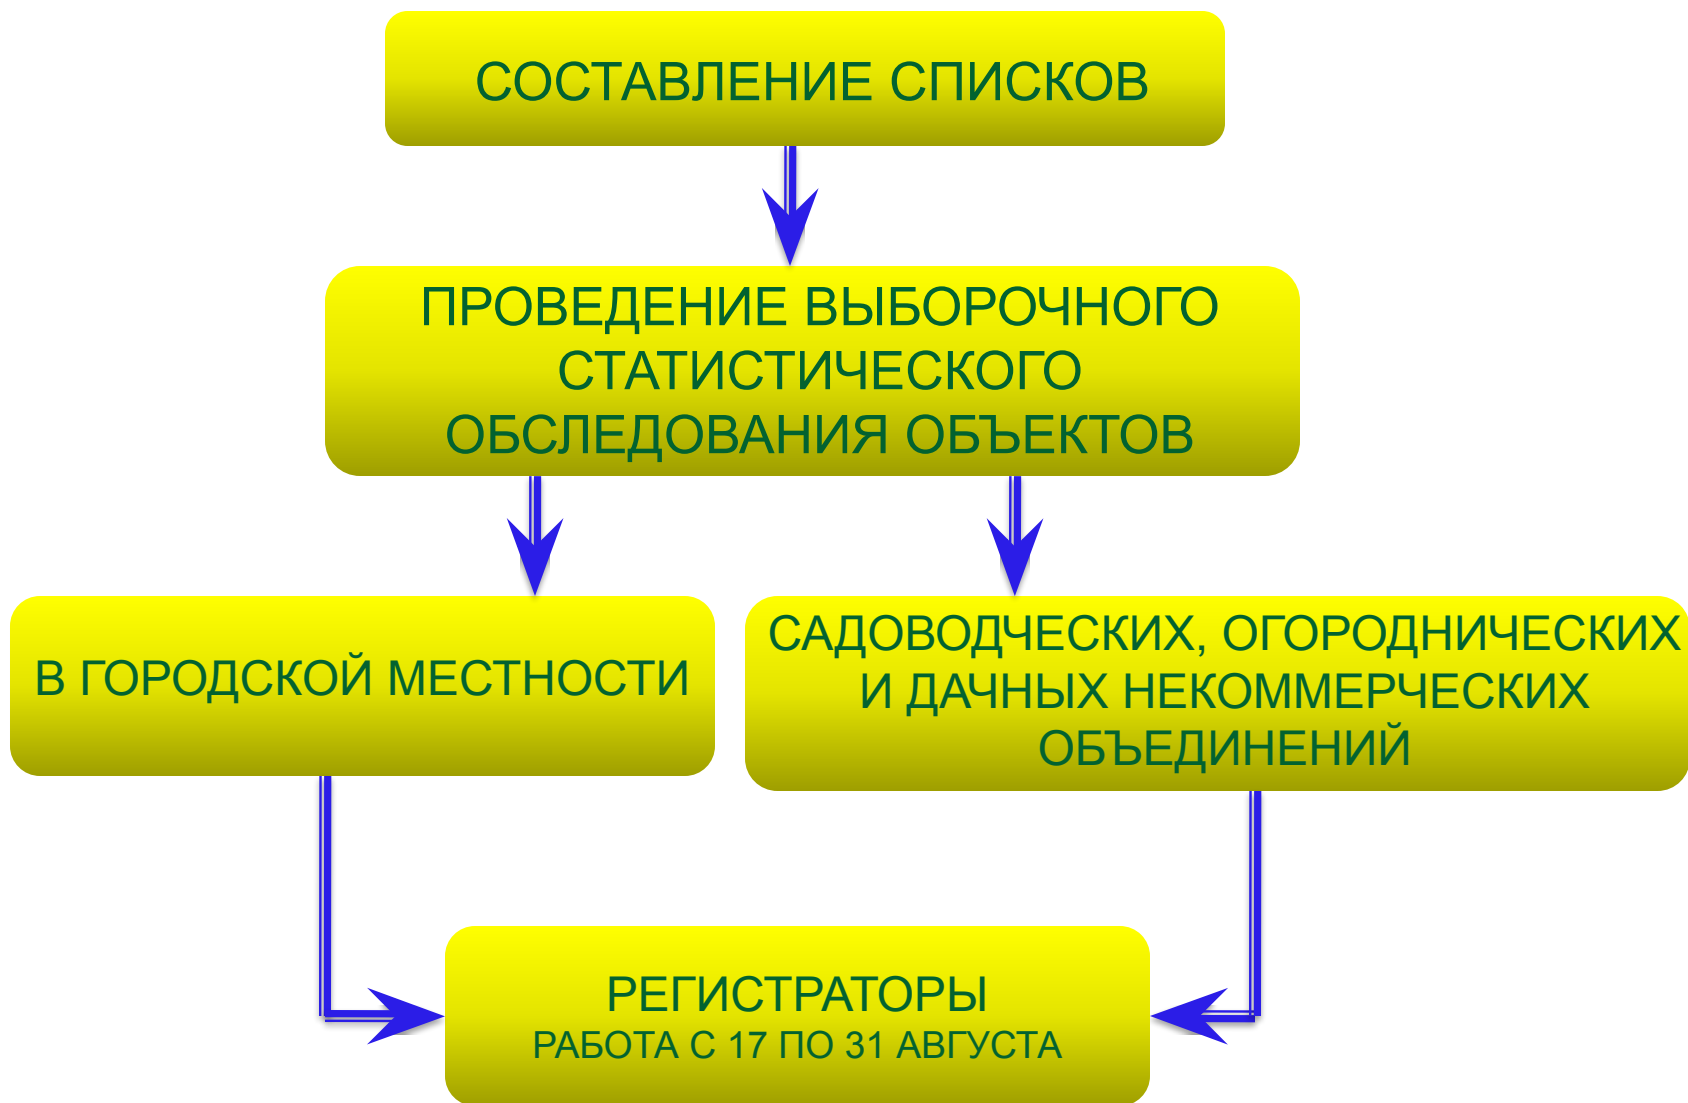 СОСТАВЛЕНИЕ СПИСКОВ
ПРОВЕДЕНИЕ ВЫБОРОЧНОГО
СТАТИСТИЧЕСКОГО
ОБСЛЕДОВАНИЯ ОБЪЕКТОВ
В ГОРОДСКОЙ МЕСТНОСТИ
САДОВОДЧЕСКИХ, ОГОРОДНИЧЕСКИХ
И ДАЧНЫХ НЕКОММЕРЧЕСКИХ
ОБЪЕДИНЕНИЙ
РЕГИСТРАТОРЫ
РАБОТА С 17 ПО 31 АВГУСТА